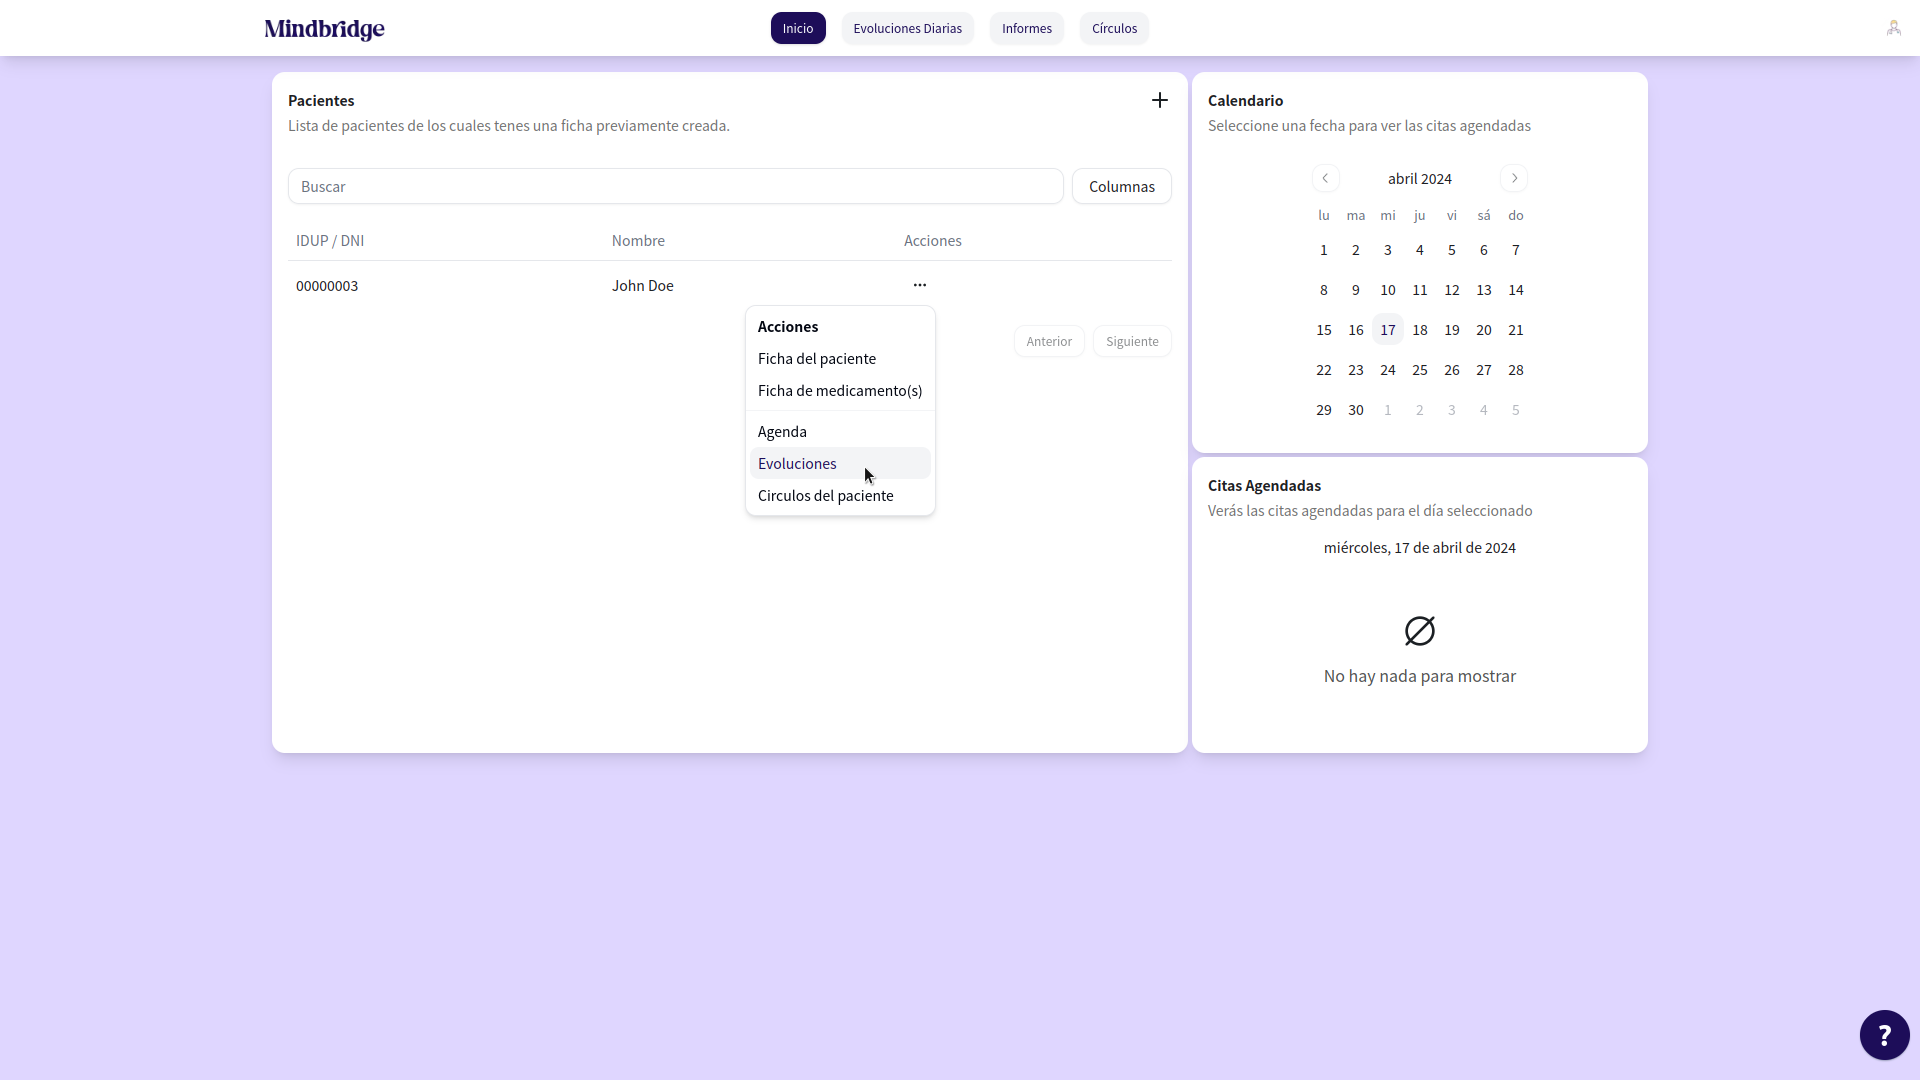 Mindbridge
Inicio
Evoluciones Diarias
Informes
Círculos
Pacientes
Lista de pacientes de los cuales tenes una ficha previamente creada.
Buscar
Columnas
IDUP / DNI Nombre Acciones
00000003 John Doe ...
Acciones
Ficha del paciente
Ficha de medicamento(s)
Agenda
Evoluciones
Circulos del paciente
Anterior
Siguiente
Calendario
Seleccione una fecha para ver las citas agendadas
abril 2024
lu ma mi ju vi sá do
1 2 3 4 5 6 7
8 9 10 11 12 13 14
15 16 17 18 19 20 21
22 23 24 25 26 27 28
29 30 1 2 3 4 5
Citas Agendadas
Verás las citas agendadas para el día seleccionado
miércoles, 17 de abril de 2024
No hay nada para mostrar
?